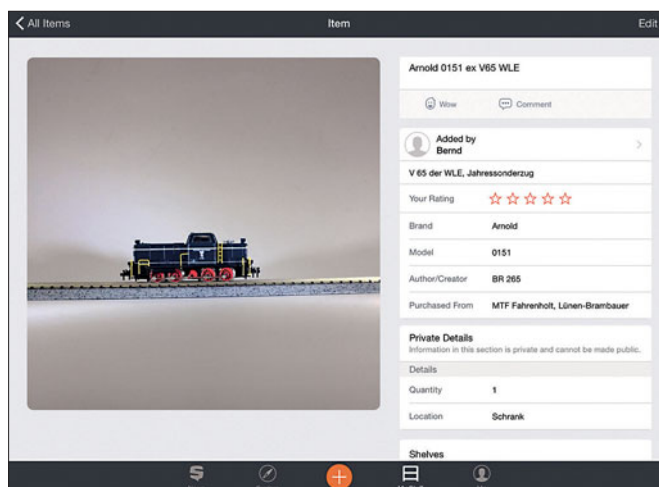 All Items
Item
Edit
Arnold 0151 ex V65 WLE
Wow
Comment
Added by
Bernd
V 65 der WLE, Jahressonderzug
Your Rating
Brand Arnold
Model 0151
Author/Creator BR 265
Purchased From MTF Fahrenholt, Lünen-Brambauer
Private Details
Information in this section is private and cannot be made public.
Details
Quantity 1
Location Schrank
Shelves